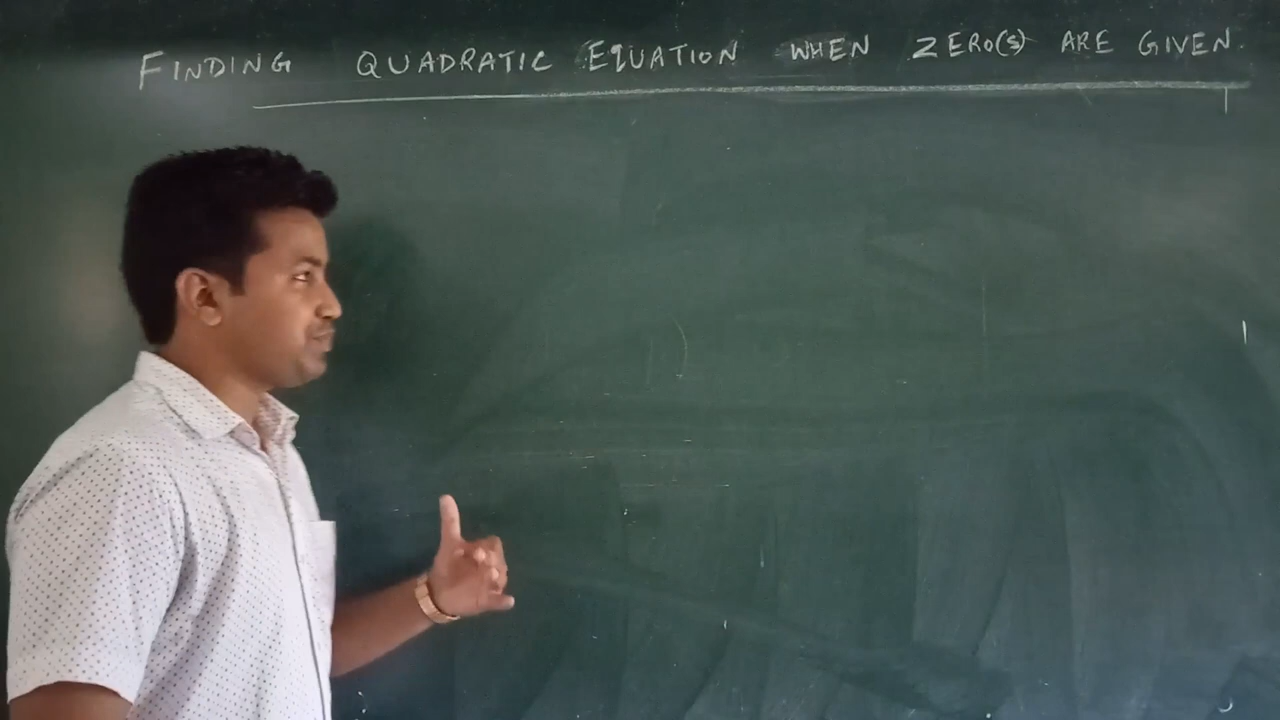 FINDING QUADRATIC EQUATION WHEN ZERO(S) ARE GIVEN